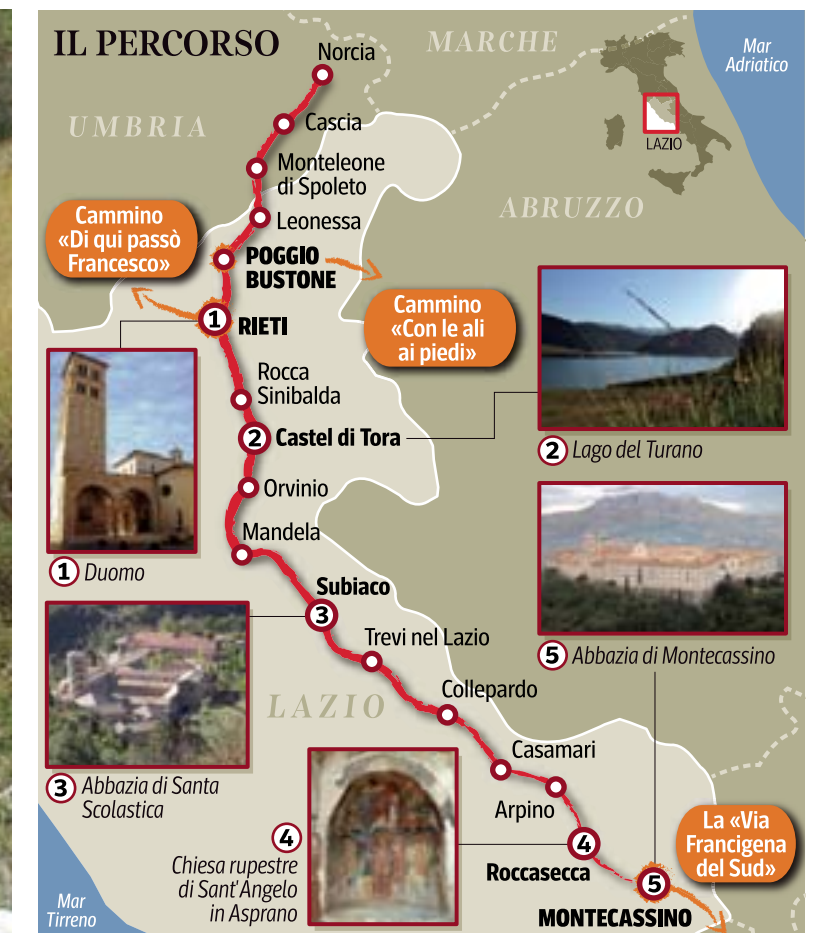 IL PERCORSO
MARCHE
Mar
Adriatico
UMBRIA
LAZIO
ABRUZZO
Norcia
Cascia
Monteleone
di Spoleto
Leonessa
Cammino
«Di qui passò
Francesco»
POGGIO
BUSTONE
Cammino
«Con le ali
ai piedi»
1
RIETI
Rocca
Sinibalda
2
Castel di Tora
2 Lago del Turano
Orvinio
Mandela
1 Duomo
Subiaco
3
Trevi nel Lazio
5 Abbazia di Montecassino
Collepardo
LAZIO
3 Abbazia di Santa
Scolastica
Casamari
Arpino
4
Chiesa rupestre
di Sant'Angelo
in Asprano
4
Roccasecca
La «Via
Francigena
del Sud»
5
MONTECASSINO
Mar
Tirreno